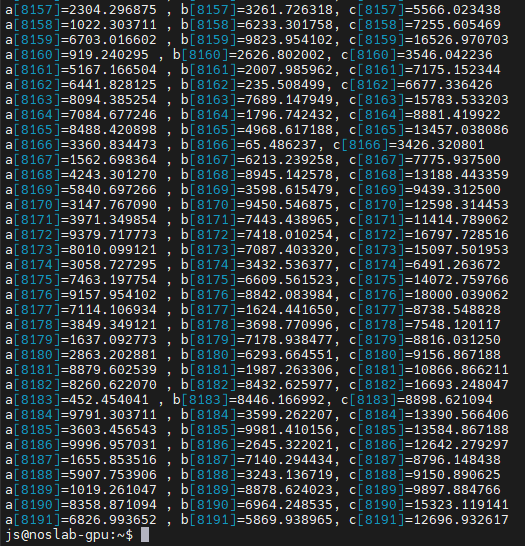 a[8157]=2304.296875 , b[8157]=3261.726318, c[8157]=5566.023438
a[8158]=1022.303711 , b[8158]=6233.301758, c[8158]=7255.605469
a[8159]=6703.016602 , b[8159]=9823.954102, c[8159]=16526.970703
a[8160]=919.240295 , b[8160]=2626.802002, c[8160]=3546.042236
a[8161]=5167.166504 , b[8161]=2007.985962, c[8161]=7175.152344
a[8162]=6441.828125 , b[8162]=235.508499, c[8162]=6677.336426
a[8163]=8094.385254 , b[8163]=7689.147949, c[8163]=15783.533203
a[8164]=7084.677246 , b[8164]=1796.742432, c[8164]=8881.419922
a[8165]=8488.420898 , b[8165]=4968.617188, c[8165]=13457.038086
a[8166]=3360.834473 , b[8166]=65.486237, c[8166]=3426.320801
a[8167]=1562.698364 , b[8167]=6213.239258, c[8167]=7775.937500
a[8168]=4243.301270 , b[8168]=8945.142578, c[8168]=13188.443359
a[8169]=5840.697266 , b[8169]=3598.615479, c[8169]=9439.312500
a[8170]=3147.767090 , b[8170]=9450.546875, c[8170]=12598.314453
a[8171]=3971.349854 , b[8171]=7443.438965, c[8171]=11414.789062
a[8172]=9379.717773 , b[8172]=7418.010254, c[8172]=16797.728516
a[8173]=8010.099121 , b[8173]=7087.403320, c[8173]=15097.501953
a[8174]=3058.727295 , b[8174]=3432.536377, c[8174]=6491.263672
a[8175]=7463.197754 , b[8175]=6609.561523, c[8175]=14072.759766
a[8176]=9157.954102 , b[8176]=8842.083984, c[8176]=18000.039062
a[8177]=7114.106934 , b[8177]=1624.441650, c[8177]=8738.548828
a[8178]=3849.349121 , b[8178]=3698.770996, c[8178]=7548.120117
a[8179]=1637.092773 , b[8179]=7178.938477, c[8179]=8816.031250
a[8180]=2863.202881 , b[8180]=6293.664551, c[8180]=9156.867188
a[8181]=8879.602539 , b[8181]=1987.263306, c[8181]=10866.866211
a[8182]=8260.622070 , b[8182]=8432.625977, c[8182]=16693.248047
a[8183]=452.454041 , b[8183]=8446.166992, c[8183]=8898.621094
a[8184]=9791.303711 , b[8184]=3599.262207, c[8184]=13390.566406
a[8185]=3603.456543 , b[8185]=9981.410156, c[8185]=13584.867188
a[8186]=9996.957031 , b[8186]=2645.322021, c[8186]=12642.279297
a[8187]=1655.853516 , b[8187]=7140.294434, c[8187]=8796.148438
a[8188]=5907.753906 , b[8188]=3243.136719, c[8188]=9150.890625
a[8189]=1019.261047 , b[8189]=8878.624023, c[8189]=9897.884766
a[8190]=8358.871094 , b[8190]=6964.248535, c[8190]=15323.119141
a[8191]=6826.993652 , b[8191]=5869.938965, c[8191]=12696.932617
js@noslab-gpu:~$